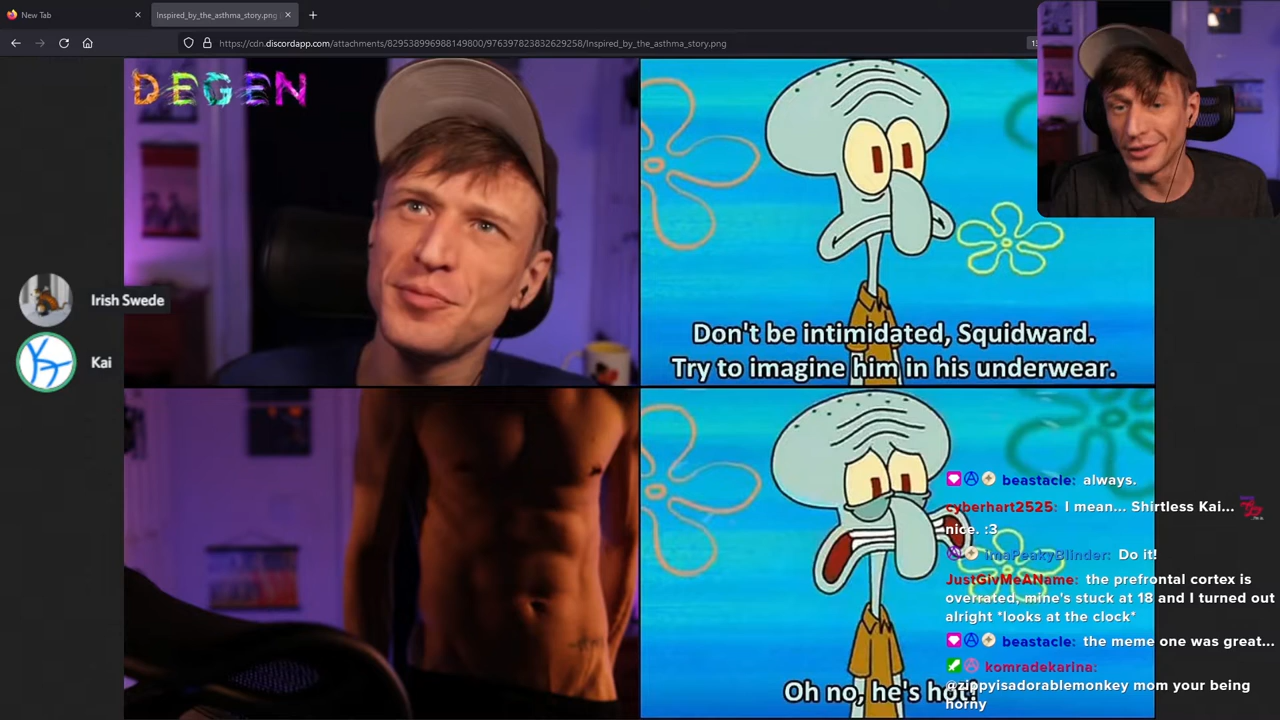 New Tab
Inspired_by_the_asthma_story.png
https://cdn.discordapp.com/attachments/829538996988149800/976397823832629258/Inspired_by_the_asthma_story.png
DEGEN
Irish Swede
Kai
Don't be intimidated, Squidward.
Try to imagine him in his underwear.
Oh no, he's hot!
beastacle: always.
cyberhart2525: I mean... Shirtless Kai...
nice. :3
ImaPeakyBlinder: Do it!
JustGivMeAName: the prefrontal cortex is
overrated, mine's stuck at 18 and I turned out
alright *looks at the clock*
beastacle: the meme one was great...
komradekarina:
@zippyisadorablemonkey mom your being
horny